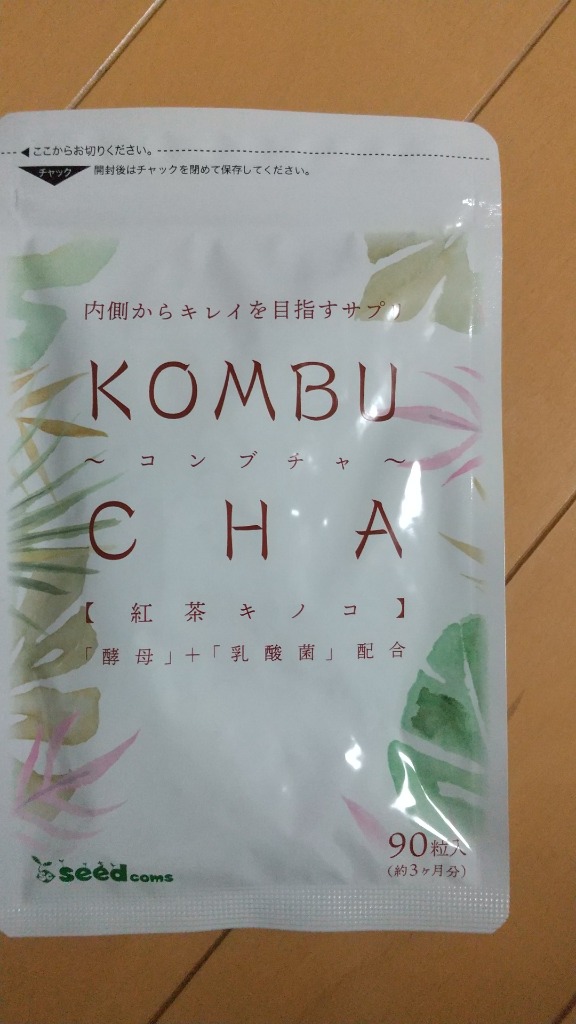 ここからお切りください。
チャック
開封後はチャックを閉めて保存してください。
内側からキレイを目指すサプリ
KOMBU
～コンブチャ～
CHA
【紅茶キノコ】
「酵母」＋「乳酸菌」配合
90粒入
(約3ヶ月分)
seedcoms